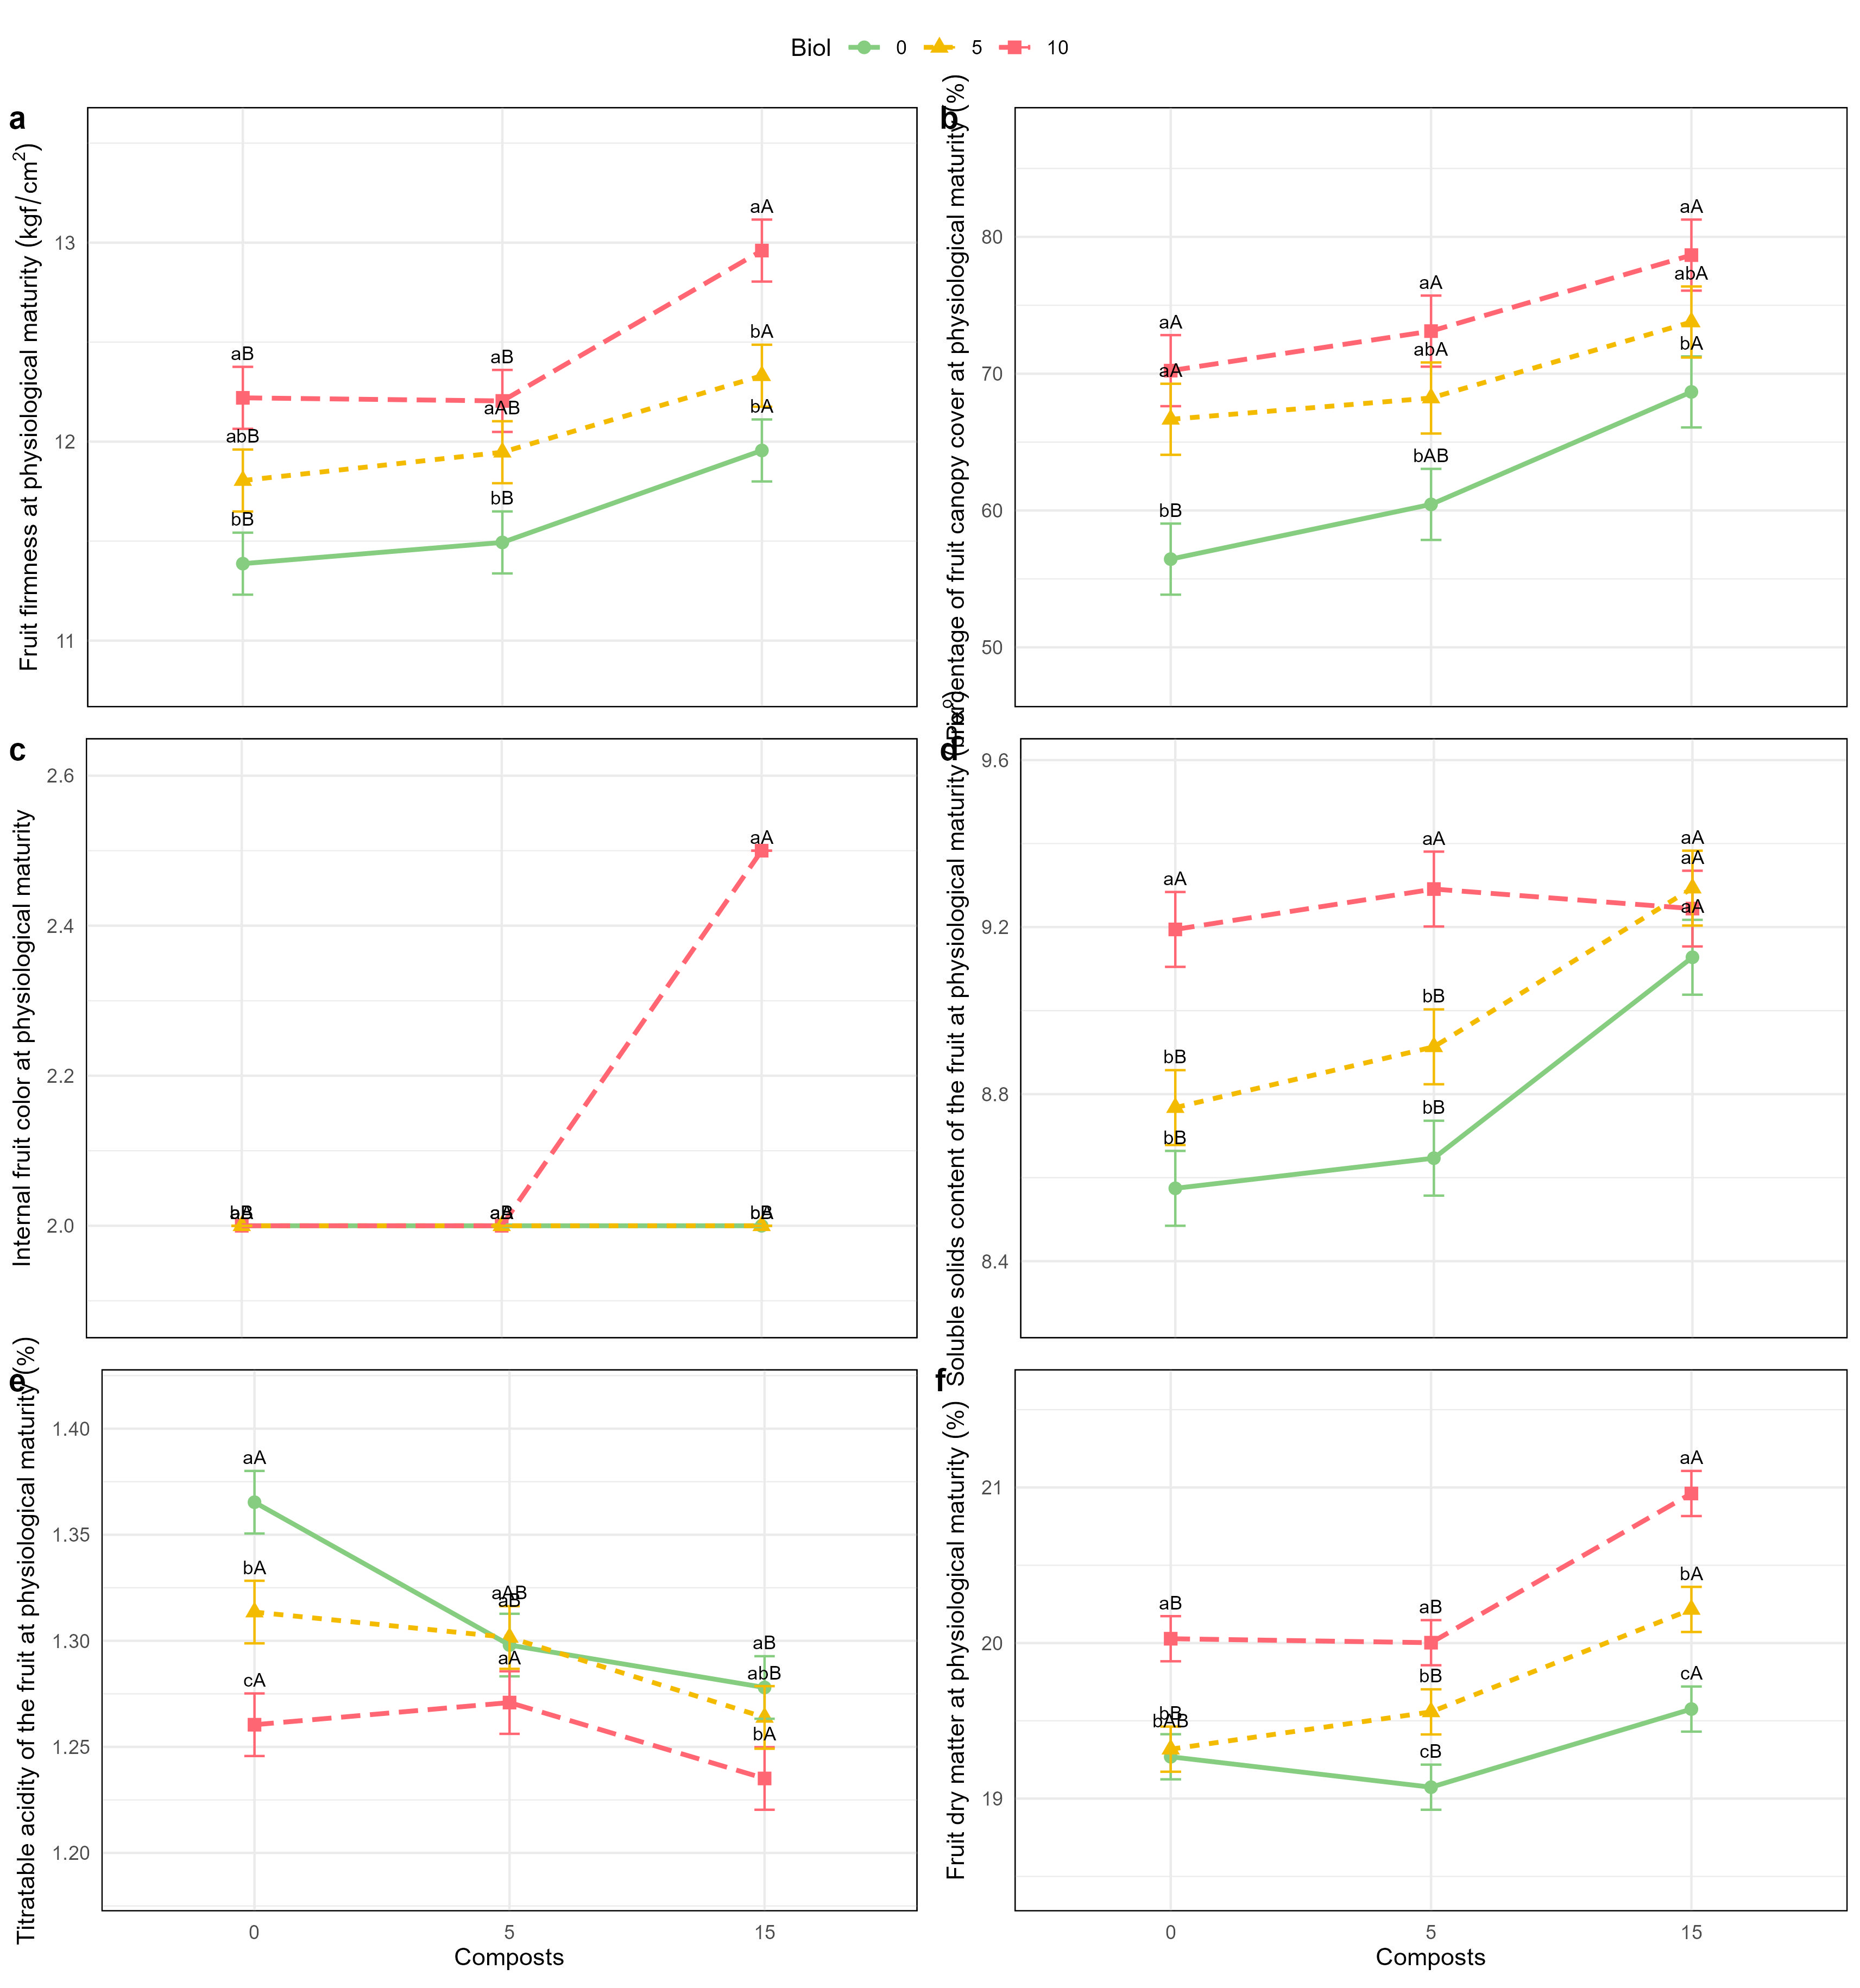 Biol 0 5 10
a
Fruit firmness at physiological maturity (kgf/cm²)
13
12
11
aB
abB
bB
aB
aAB
bB
aA
bA
bA
b
Percentage of fruit canopy cover at physiological maturity (%)
80
70
60
50
aA
aA
bB
aA
abA
bAB
aA
abA
bA
c
Internal fruit color at physiological maturity
2.6
2.4
2.2
2.0
aA
d
Soluble solids content of the fruit at physiological maturity (Brix°)
9.6
9.2
8.8
8.4
aA
bB
bB
aA
bB
bB
aA
aA
aA
e
Titratable acidity of the fruit at physiological maturity (%)
1.40
1.35
1.30
1.25
1.20
aA
bA
cA
aAB
aB
aA
aB
abB
bA
0 5 15
Composts
f
Fruit dry matter at physiological maturity (%)
21
20
19
aB
bB
bAB
aB
bB
cB
aA
bA
cA
0 5 15
Composts